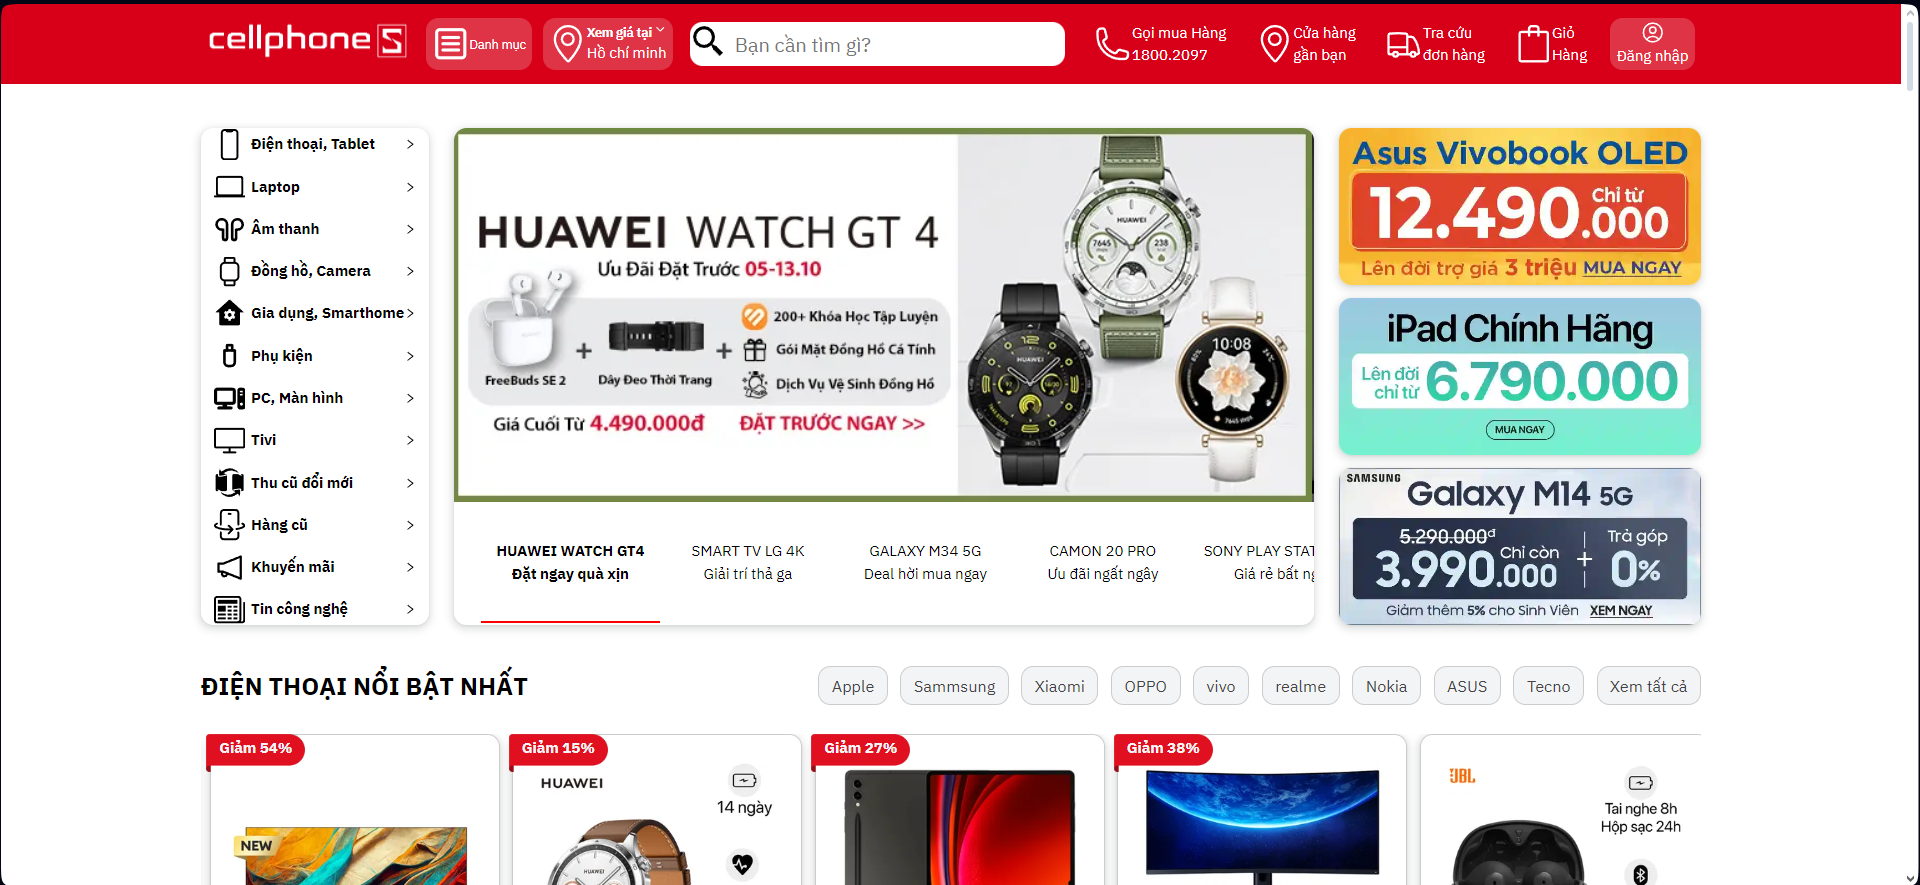 cellphoneS
Danh mục
Xem giá tại
Hồ chí minh
Bạn cần tìm gì?
Gọi mua Hàng
1800.2097
Cửa hàng
gần bạn
Tra cứu
đơn hàng
Giỏ
Hàng
Đăng nhập
Điện thoại, Tablet
Laptop
Âm thanh
Đồng hồ, Camera
Gia dụng, Smarthome
Phụ kiện
PC, Màn hình
Tivi
Thu cũ đổi mới
Hàng cũ
Khuyến mãi
Tin công nghệ
HUAWEI WATCH GT 4
Ưu Đãi Đặt Trước 05-13.10
FreeBuds SE 2
+
Dây Đeo Thời Trang
+
200+ Khóa Học Tập Luyện
Gói Mặt Đồng Hồ Cá Tính
Dịch Vụ Vệ Sinh Đồng Hồ
Giá Cuối Từ 4.490.000đ
ĐẶT TRƯỚC NGAY >>
HUAWEI
HUAWEI
10:08
HUAWEI WATCH GT4
Đặt ngay quà xịn
SMART TV LG 4K
Giải trí thả ga
GALAXY M34 5G
Deal hời mua ngay
CAMON 20 PRO
Ưu đãi ngất ngây
SONY PLAY STAT
Giá rẻ bất ng
Asus Vivobook OLED
Chỉ từ
12.490.000
Lên đời trợ giá 3 triệu MUA NGAY
iPad Chính Hãng
Lên đời
chỉ từ 6.790.000
MUA NGAY
SAMSUNG
Galaxy M14 5G
5.290.000đ
Chỉ còn
3.990.000
+
Trả góp
0%
Giảm thêm 5% cho Sinh Viên XEM NGAY
ĐIỆN THOẠI NỔI BẬT NHẤT
Apple
Sammsung
Xiaomi
OPPO
vivo
realme
Nokia
ASUS
Tecno
Xem tất cả
Giảm 54%
NEW
Giảm 15%
HUAWEI
14 ngày
HUAWEI
Giảm 27%
Giảm 38%
JBL
Tai nghe 8h
Hộp sạc 24h